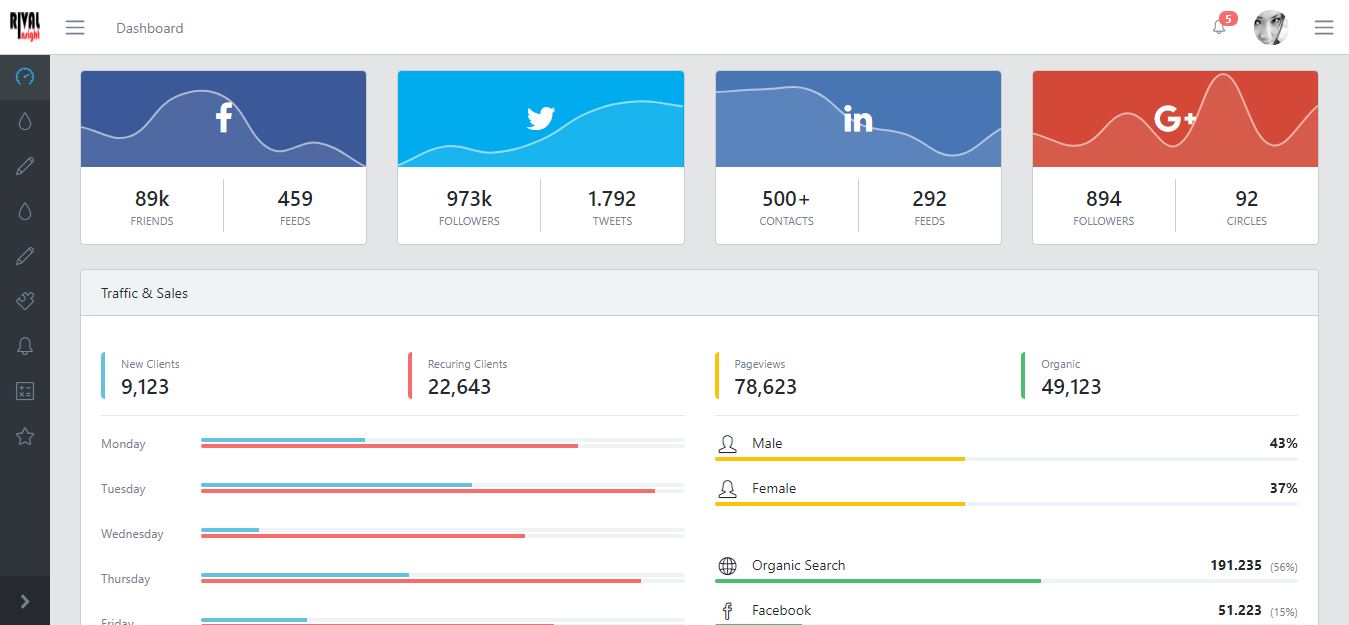 RIVAL
Insight
Dashboard
5
f
in
G+
89k
FRIENDS
459
FEEDS
973k
FOLLOWERS
1.792
TWEETS
500+
CONTACTS
292
FEEDS
894
FOLLOWERS
92
CIRCLES
Traffic & Sales
New Clients
9,123
Recuring Clients
22,643
Pageviews
78,623
Organic
49,123
Monday
Tuesday
Wednesday
Thursday
Friday
Male 43%
Female 37%
Organic Search 191.235 (56%)
Facebook 51.223 (15%)